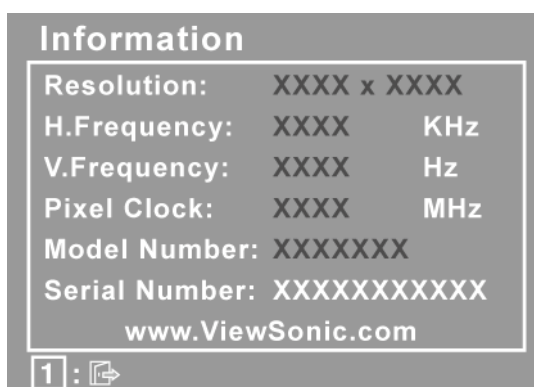 Information
Resolution: XXXX x XXXX
H.Frequency: XXXX KHz
V.Frequency: XXXX Hz
Pixel Clock: XXXX MHz
Model Number: XXXXXXX
Serial Number: XXXXXXXXXXX
www.ViewSonic.com
1 :